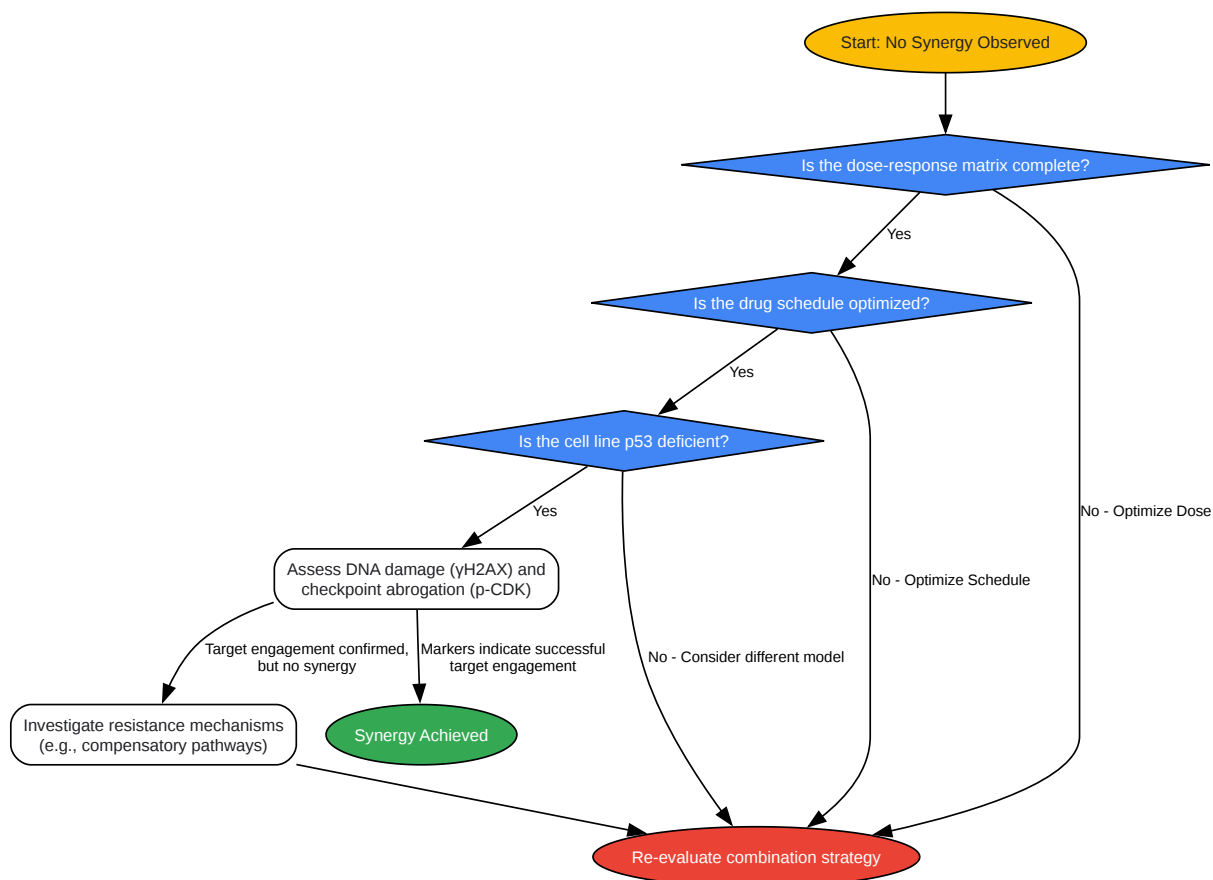 Start: No Synergy Observed
Is the dose-response matrix complete?
Yes
Is the drug schedule optimized?
Yes
Is the cell line p53 deficient?
No - Optimize Dose
Yes
Assess DNA damage (γH2AX) and
checkpoint abrogation (p-CDK)
No - Optimize Schedule
Target engagement confirmed,
but no synergy
Markers indicate successful
target engagement
No - Consider different model
Investigate resistance mechanisms
(e.g., compensatory pathways)
Synergy Achieved
Re-evaluate combination strategy